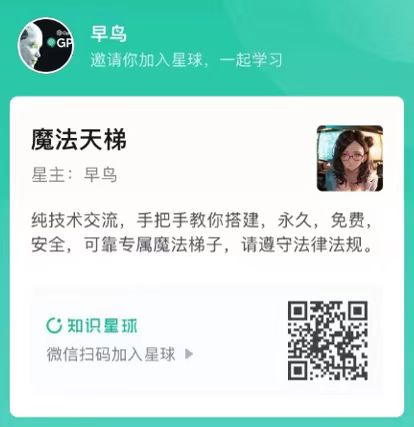 早鸟
邀请你加入星球，一起学习
GP
魔法天梯
星主：早鸟
纯技术交流，手把手教你搭建，永久，免费，
安全，可靠专属魔法梯子，请遵守法律法规。
知识星球
微信扫码加入星球